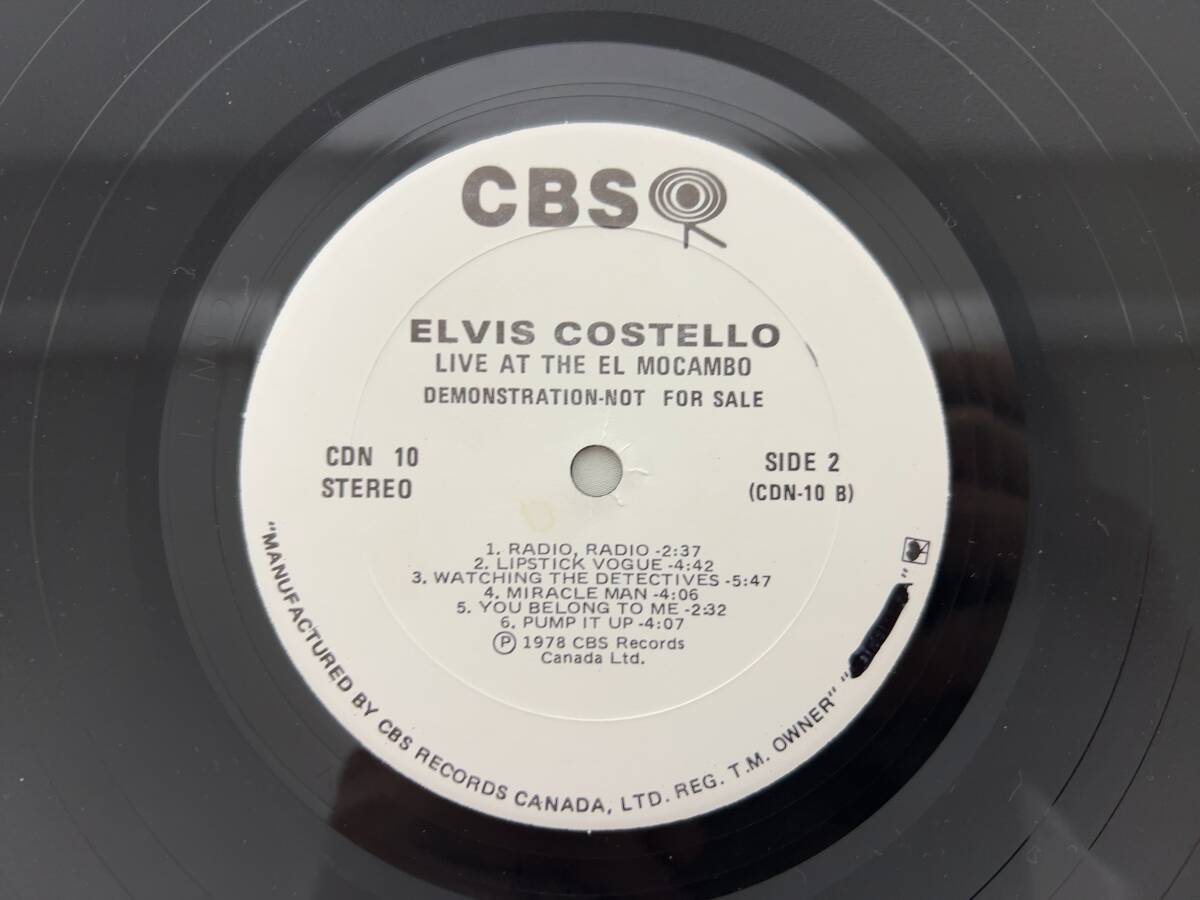 CBS
ELVIS COSTELLO
LIVE AT THE EL MOCAMBO
DEMONSTRATION-NOT FOR SALE
CDN 10
STEREO
SIDE 2
(CDN-10 B)
1. RADIO, RADIO -2:37
2. LIPSTICK VOGUE -4:42
3. WATCHING THE DETECTIVES -5:47
4. MIRACLE MAN -4:06
5. YOU BELONG TO ME -2:32
6. PUMP IT UP -4:07
Ⓟ 1978 CBS Records
Canada Ltd.
"MANUFACTURED BY CBS RECORDS CANADA, LTD. REG. T.M. OWNER" " "